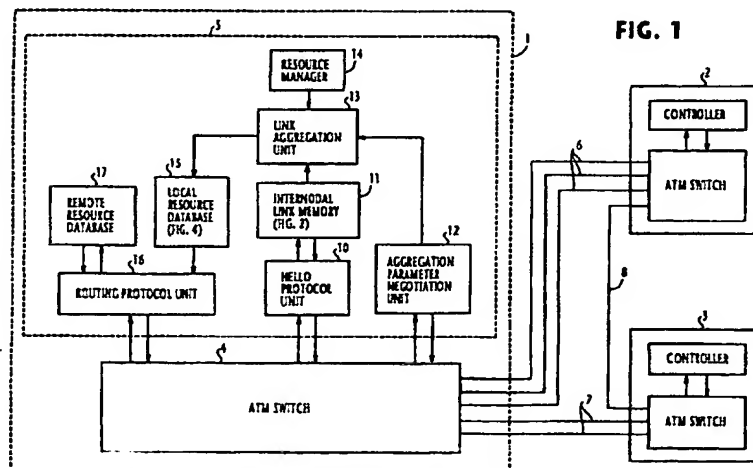 FIG. 1
5
1
14
RESOURCE
MANAGER
13
LINK
AGGREGATION
UNIT
17
REMOTE
RESOURCE
DATABASE
15
LOCAL
RESOURCE
DATABASE
(FIG. 4)
11
INTERNODAL
LINK MEMORY
(FIG. 2)
12
AGGREGATION
PARAMETER
NEGOTIATION
UNIT
16
ROUTING PROTOCOL UNIT
10
HELLO
PROTOCOL
UNIT
4
ATM SWITCH
6
7
8
2
CONTROLLER
ATM SWITCH
3
CONTROLLER
ATM SWITCH